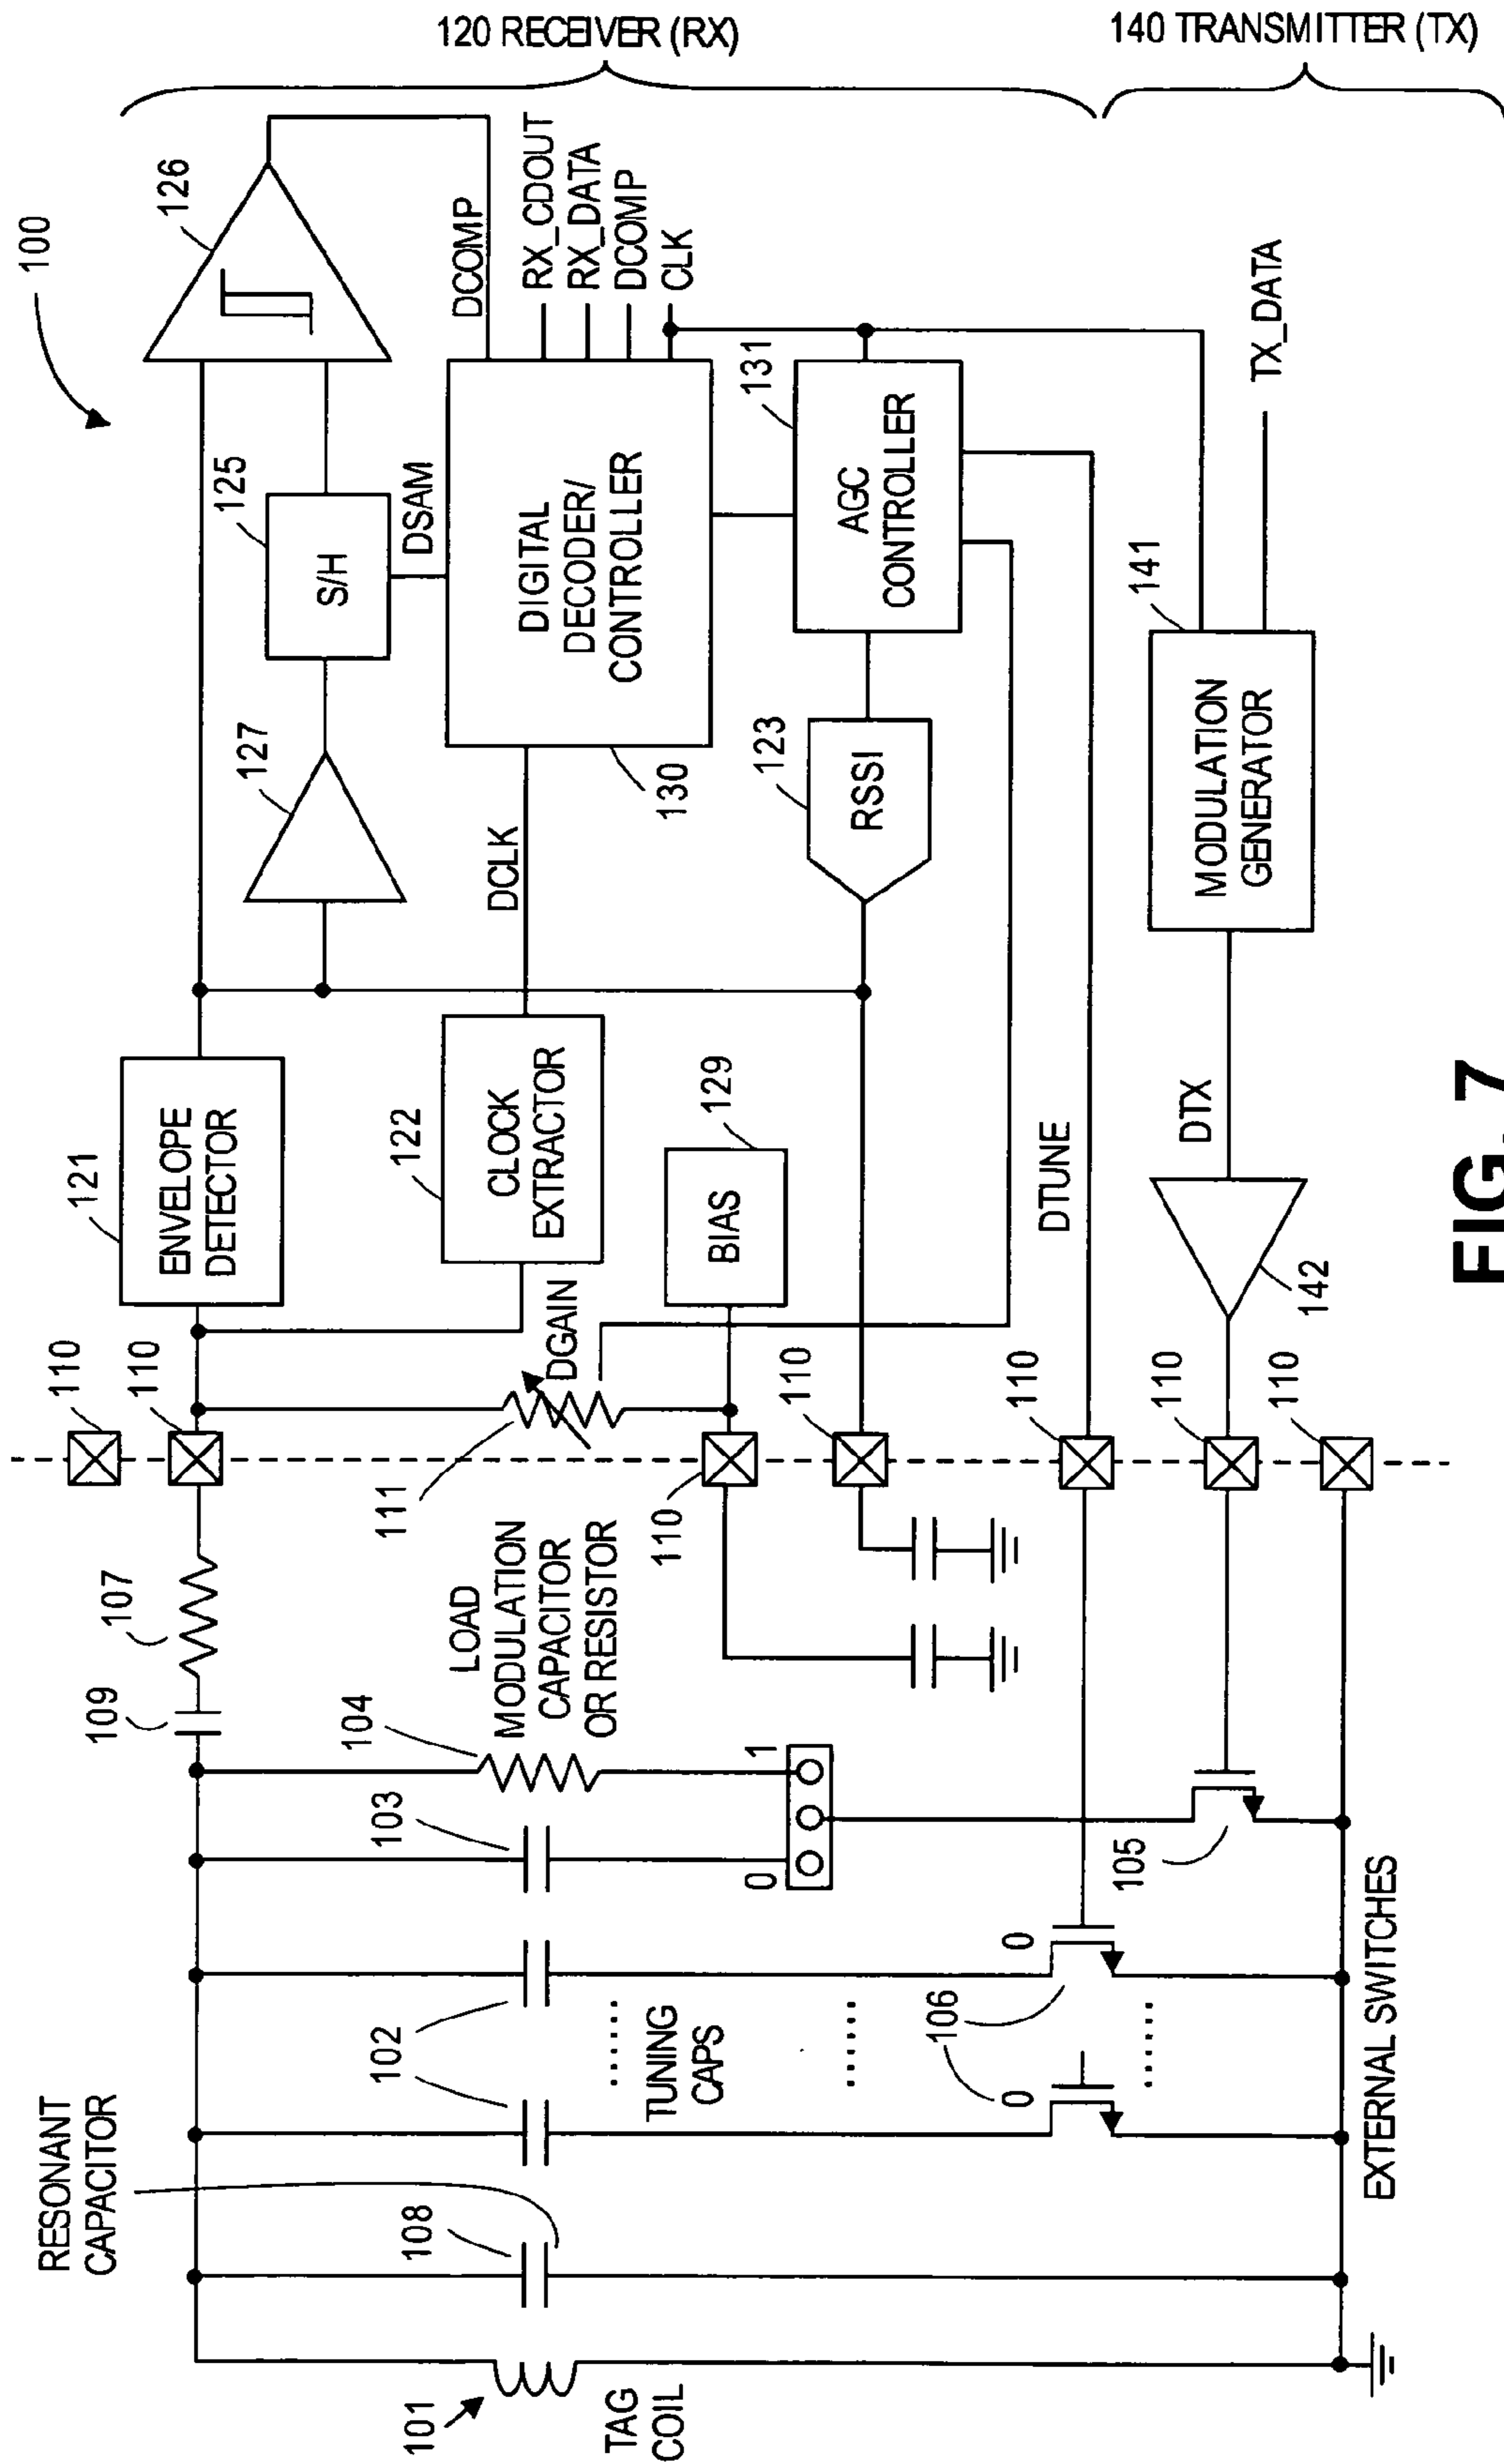 100
120 RECEIVER (RX)
140 TRANSMITTER (TX)
126
125
S/H
127
DSAM
DCOMP
RX_CDOUT
RX_DATA
DCOMP
CLK
DIGITAL
DECODER/
CONTROLLER
130
DCLK
131
AGC
CONTROLLER
123
RSSI
TX_DATA
141
MODULATION
GENERATOR
DTX
142
DTUNE
121
ENVELOPE
DETECTOR
122
CLOCK
EXTRACTOR
129
BIAS
DGAIN
111
110
110
110
110
110
110
110
107
109
LOAD
MODULATION
CAPACITOR
OR RESISTOR
104
103
0
1
105
102
TUNING
CAPS
106
0
0
EXTERNAL SWITCHES
RESONANT
CAPACITOR
108
101
TAG
COIL
FIG. 7